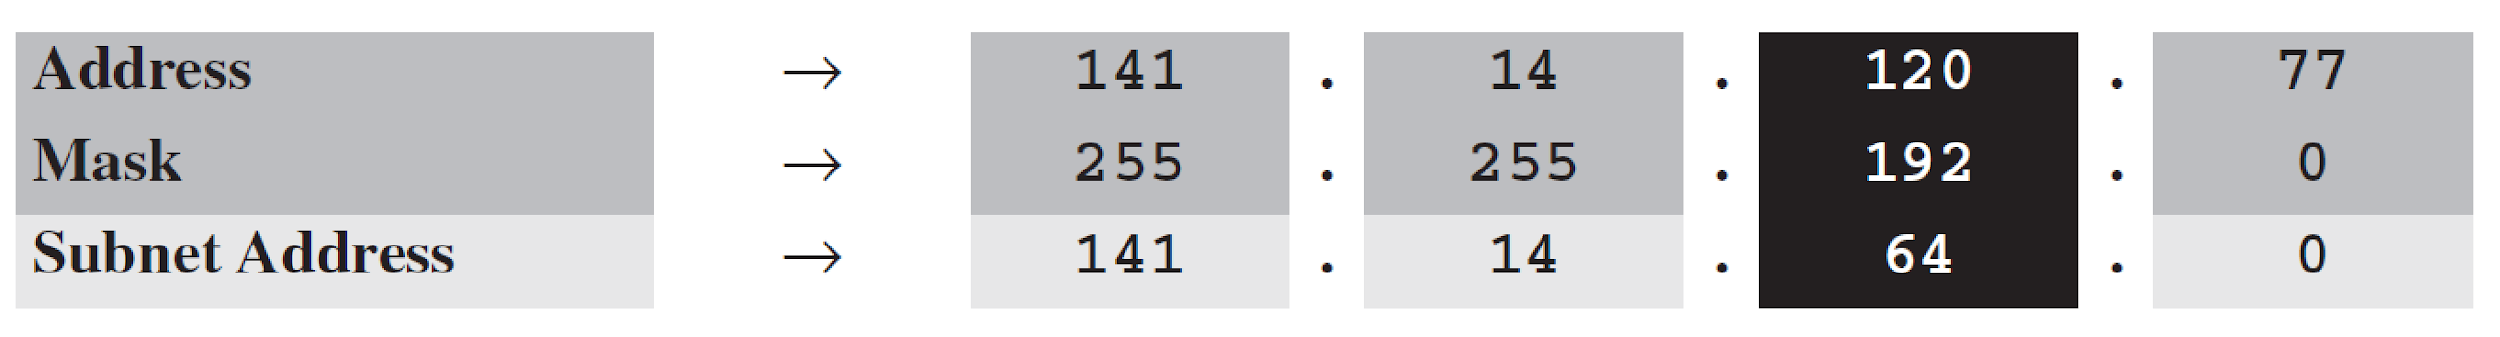 Address → 141 . 14 . 120 . 77
Mask → 255 . 255 . 192 . 0
Subnet Address → 141 . 14 . 64 . 0